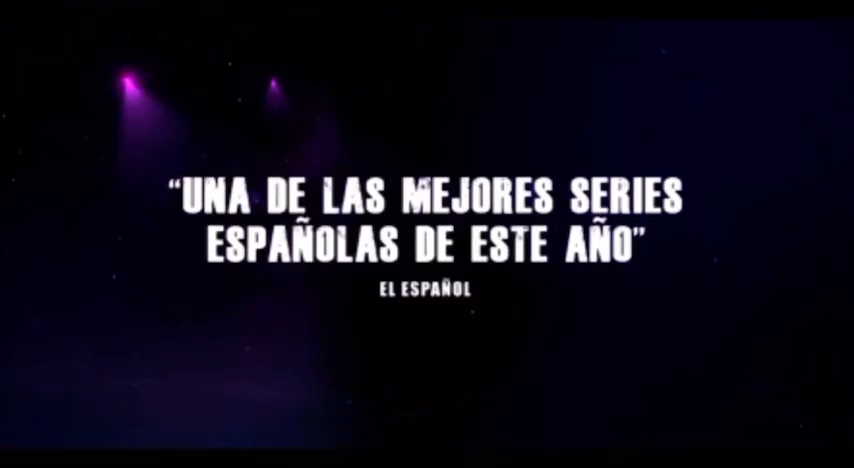 “UNA DE LAS MEJORES SERIES
ESPAÑOLAS DE ESTE AÑO”
EL ESPAÑOL